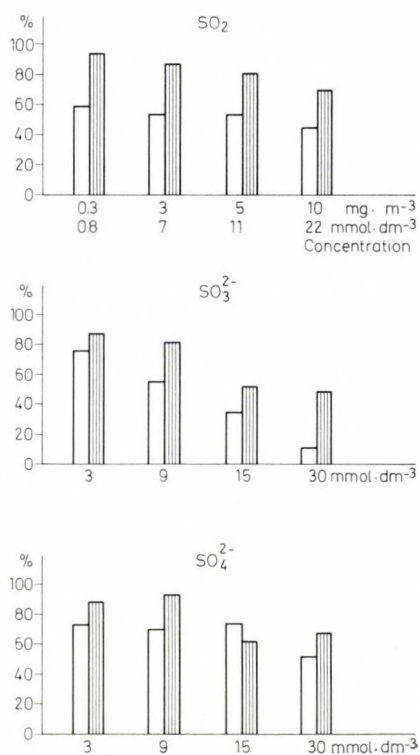 % SO₂
100
80
60
40
20
0
0.3 3 5 10 mg · m⁻³
0.8 7 11 22 mmol · dm⁻³
Concentration
% SO₃²⁻
100
80
60
40
20
0
3 9 15 30 mmol · dm⁻³
% SO₄²⁻
100
80
60
40
20
0
3 9 15 30 mmol · dm⁻³